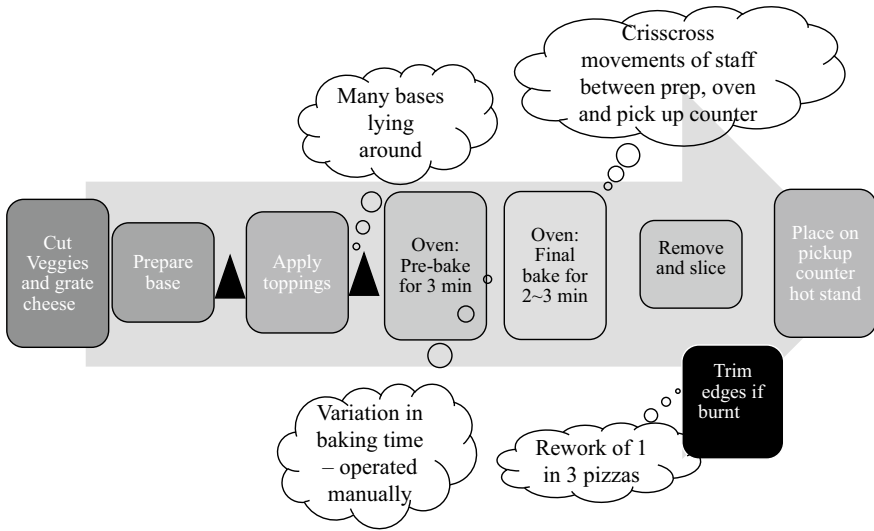 Crisscross
movements of staff
between prep, oven
and pick up counter
Many bases
lying
around
Cut
Veggies
and grate
cheese
Prepare
base
Apply
toppings
Oven:
Pre-bake
for 3 min
Oven:
Final
bake for
2~3 min
Remove
and slice
Place on
pickup
counter
hot stand
Trim
edges if
burnt
Variation in
baking time
– operated
manually
Rework of 1
in 3 pizzas